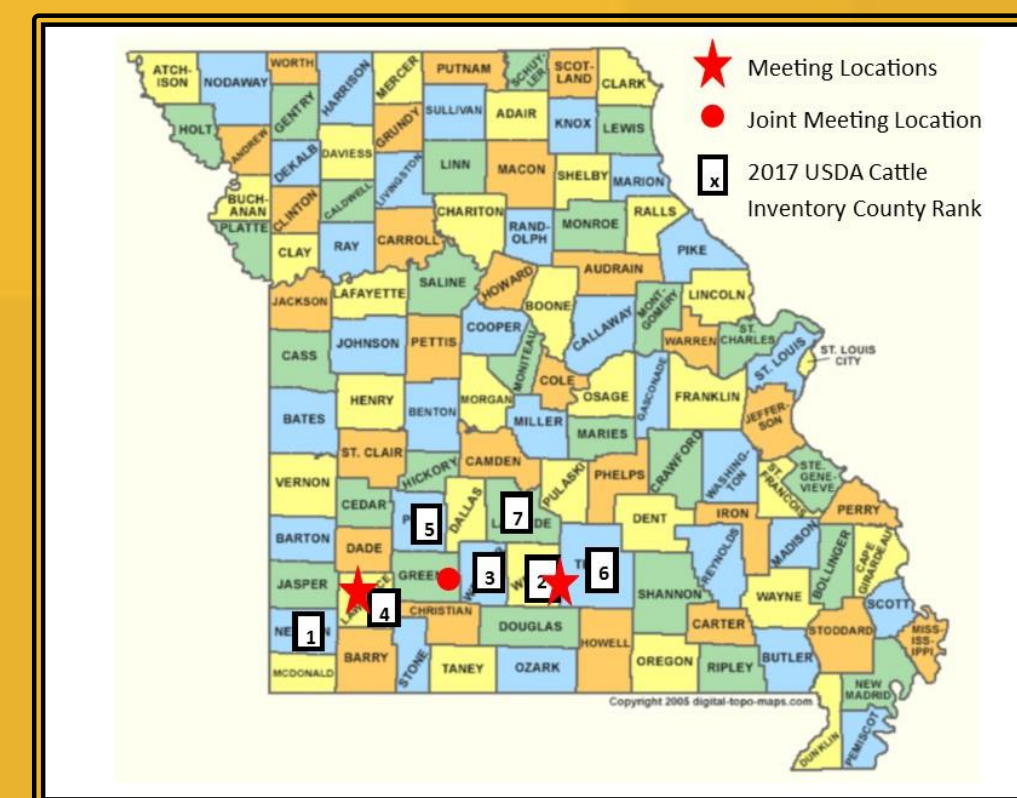 Meeting Locations
Joint Meeting Location
x
2017 USDA Cattle
Inventory County Rank
ATCH-
ISON
NODAWAY
WORTH
HARRISON
MERCER
PUTNAM
SCHUY-
LER
SCOT-
LAND
CLARK
HOLT
ANDREW
GENTRY
GRUNDY
SULLIVAN
ADAIR
KNOX
LEWIS
DEKALB
DAVIESS
LIVINGSTON
LINN
MACON
SHELBY
MARION
BUCH-
ANAN
CLINTON
CALDWELL
CHARITON
RAND-
OLPH
MONROE
RALLS
PLATTE
CLAY
RAY
CARROLL
PIKE
JACKSON
LAFAYETTE
SALINE
HOWARD
BOONE
AUDRAIN
MONT-
GOMERY
LINCOLN
CASS
JOHNSON
PETTIS
COOPER
MONITEAU
CALLAWAY
WARREN
ST.
CHARLES
ST. LOUIS
ST. LOUIS
CITY
COLE
OSAGE
GASCONADE
FRANKLIN
JEFFER-
SON
BATES
HENRY
BENTON
MORGAN
MILLER
MARIES
ST. CLAIR
HICKORY
CAMDEN
PULASKI
PHELPS
CRAWFORD
WASHING-
TON
ST.
FRANCOIS
STE.
GENE-
VIEVE
PERRY
VERNON
CEDAR
5
DALLAS
7
DENT
IRON
MADISON
BOLLINGER
CAPE
GIRARDEAU
BARTON
DADE
REYNOLDS
JASPER
3
2
6
SHANNON
WAYNE
SCOTT
4
CHRISTIAN
DOUGLAS
CARTER
STODDARD
MISS-
ISS-
IPPI
1
BARRY
STONE
TANEY
OZARK
HOWELL
OREGON
RIPLEY
BUTLER
MCDONALD
NEW
MADRID
Copyright 2005 digital-topo-maps.com
DUNKLIN
PEMISCOT